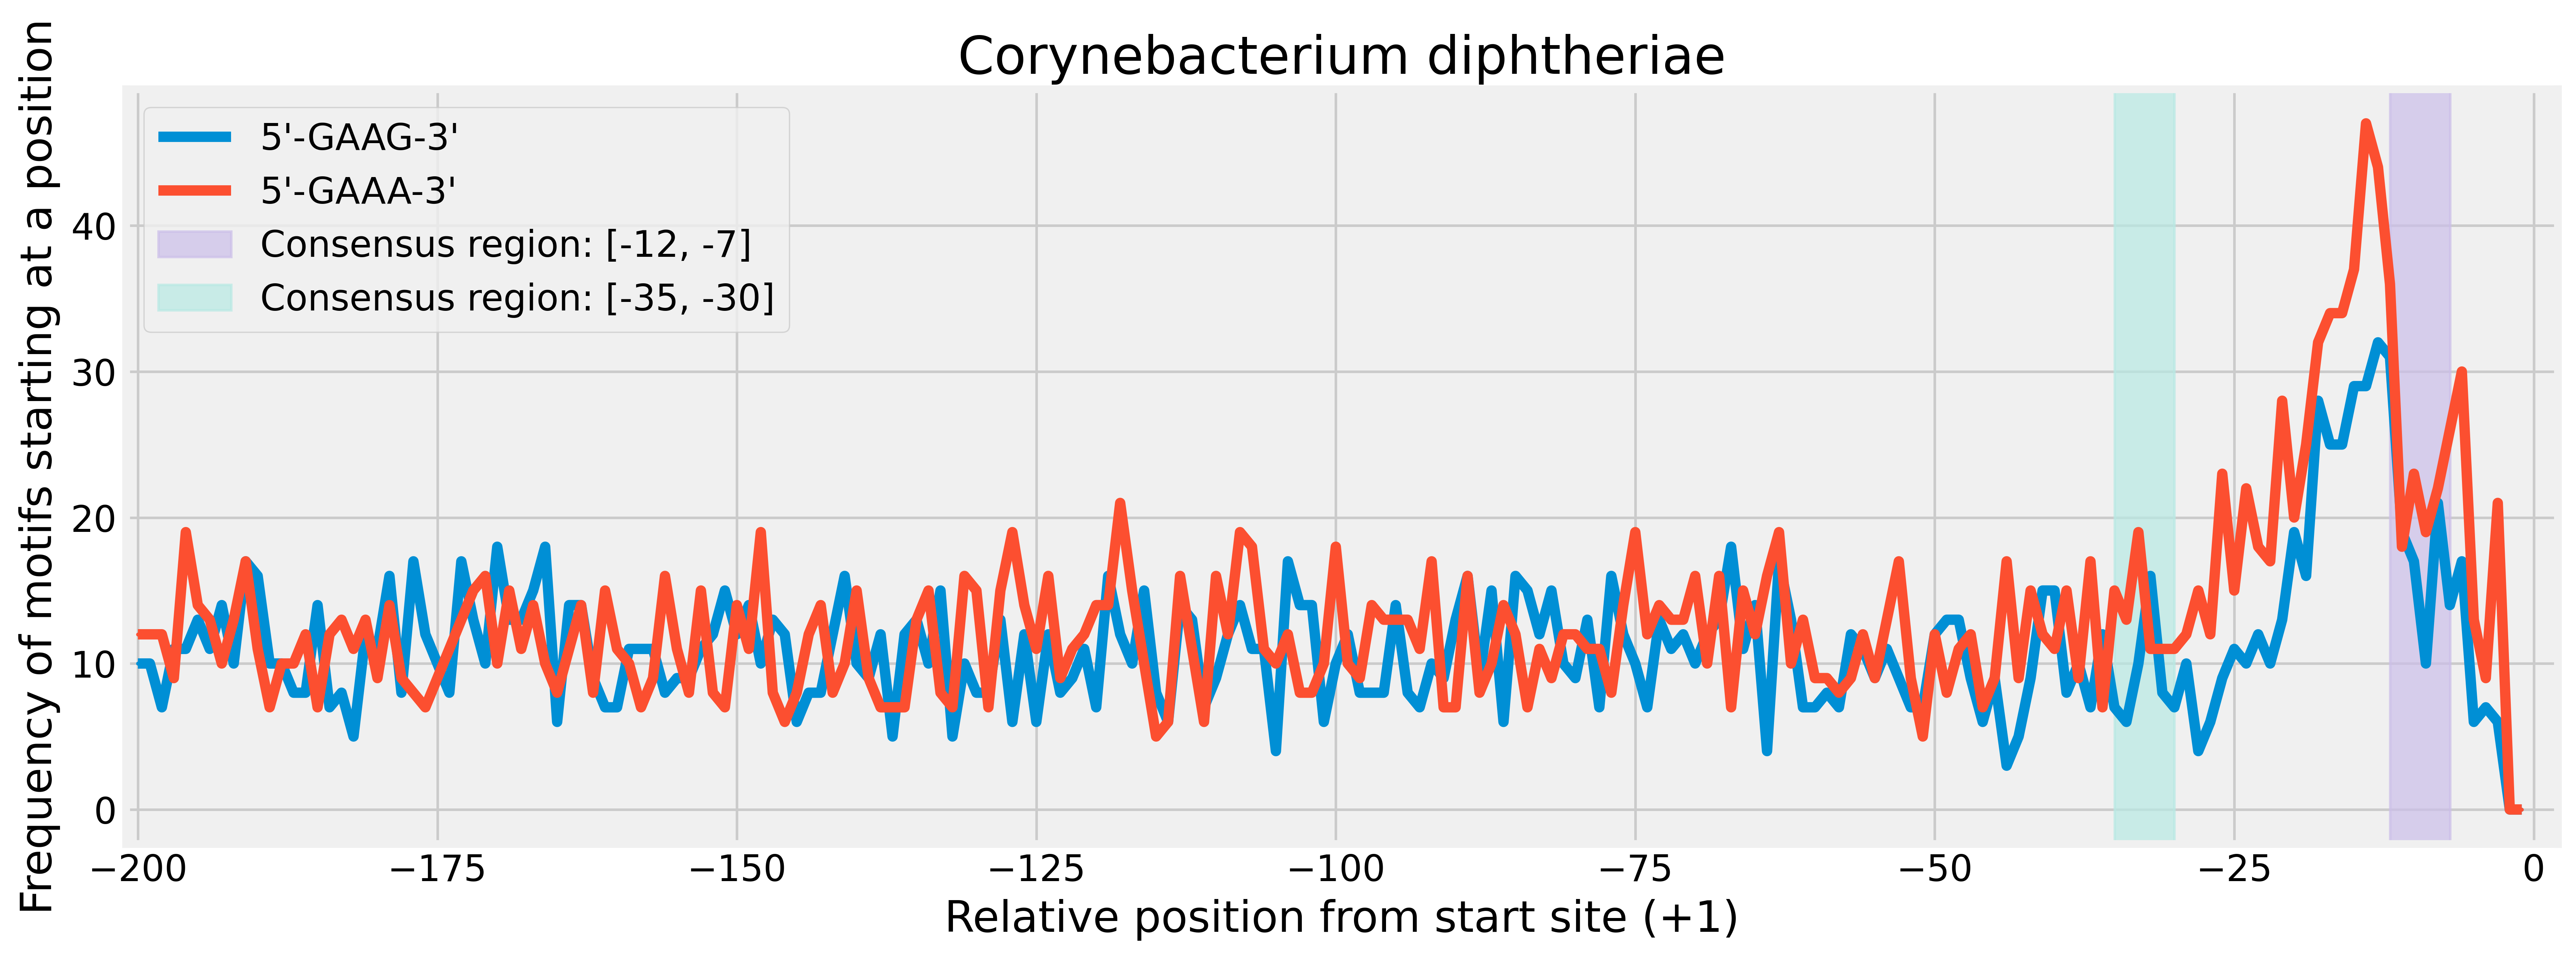 Corynebacterium diphtheriae
Frequency of motifs starting at a position
5'-GAAG-3'
5'-GAAA-3'
Consensus region: [-12, -7]
Consensus region: [-35, -30]
40
30
20
10
0
−200 −175 −150 −125 −100 −75 −50 −25 0
Relative position from start site (+1)